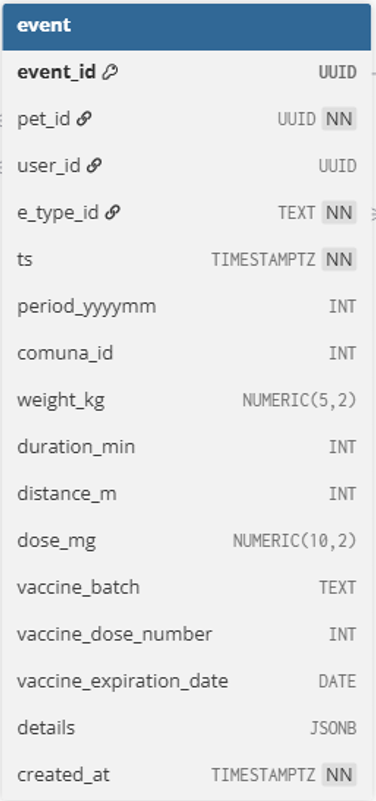 event
event_id UUID
pet_id UUID NN
user_id UUID
e_type_id TEXT NN
ts TIMESTAMPTZ NN
period_yyyymm INT
comuna_id INT
weight_kg NUMERIC(5,2)
duration_min INT
distance_m INT
dose_mg NUMERIC(10,2)
vaccine_batch TEXT
vaccine_dose_number INT
vaccine_expiration_date DATE
details JSONB
created_at TIMESTAMPTZ NN